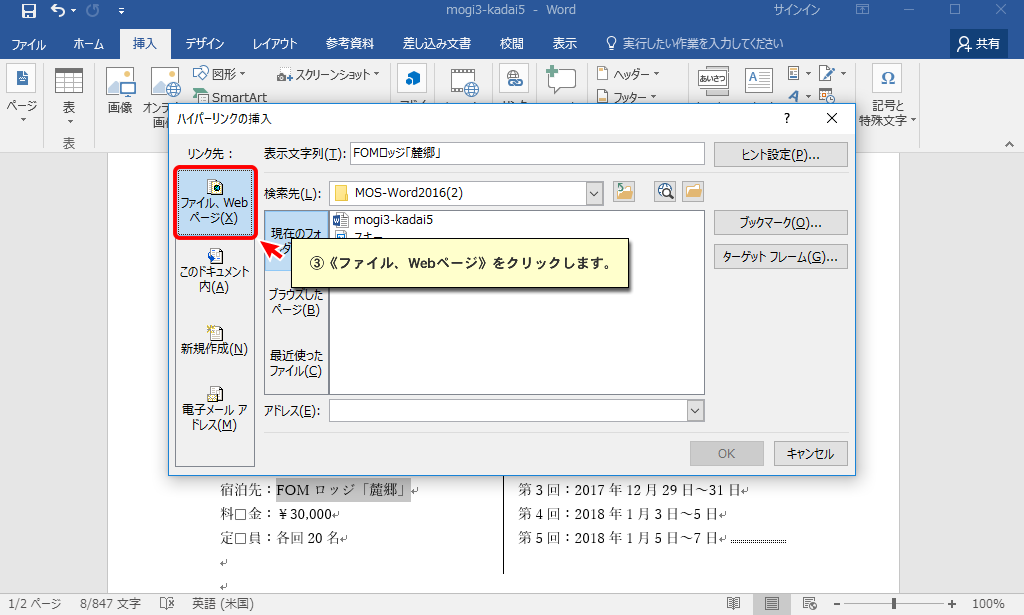 mogi3-kadai5 - Word
サインイン
ファイル ホーム 挿入 デザイン レイアウト 参考資料 差し込み文書 校閲 表示 実行したい作業を入力してください 共有
ページ
表
表
画像
図形
SmartArt
スクリーンショット
ヘッダー
フッター
あいさつ
記号と
特殊文字
ハイパーリンクの挿入 ?
リンク先：
表示文字列(T): FOMロッジ「麓郷」
ヒント設定(P)...
ファイル、Web
ページ(X)
検索先(L): MOS-Word2016(2)
mogi3-kadai5
スキー
現在のフォ
ブックマーク(O)...
ターゲット フレーム(G)...
③《ファイル、Webページ》をクリックします。
このドキュメント
内(A)
ブラウズした
ページ(B)
新規作成(N)
最近使った
ファイル(C)
電子メール ア
ドレス(M)
アドレス(E):
OK キャンセル
宿泊先：FOM ロッジ「麓郷」
料□金：￥30,000
定□員：各回 20 名
第 3 回：2017 年 12 月 29 日～31 日
第 4 回：2018 年 1 月 3 日～5 日
第 5 回：2018 年 1 月 5 日～7 日
1/2 ページ 8/847 文字 英語 (米国) 100%